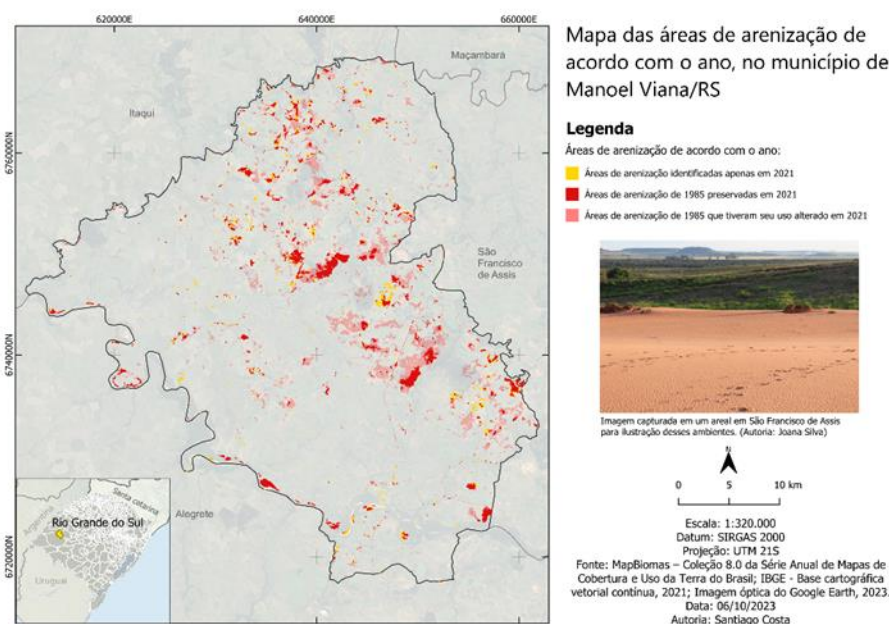 620000E
640000E
660000E
6760000N
6740000N
6720000N
Maçambará
Itaqui
São
Francisco
de Assis
Alegrete
Argentina
Santa catarina
Rio Grande do Sul
Uruguai
Mapa das áreas de arenização de
acordo com o ano, no município de
Manoel Viana/RS
Legenda
Áreas de arenização de acordo com o ano:
Áreas de arenização identificadas apenas em 2021
Áreas de arenização de 1985 preservadas em 2021
Áreas de arenização de 1985 que tiveram seu uso alterado em 2021
Imagem capturada em um areal em São Francisco de Assis
para ilustração desses ambientes. (Autoria: Joana Silva)
N
0 5 10 km
Escala: 1:320.000
Datum: SIRGAS 2000
Projeção: UTM 21S
Fonte: MapBiomas – Coleção 8.0 da Série Anual de Mapas de
Cobertura e Uso da Terra do Brasil; IBGE - Base cartográfica
vetorial contínua, 2021; Imagem óptica do Google Earth, 2023.
Data: 06/10/2023
Autoria: Santiago Costa